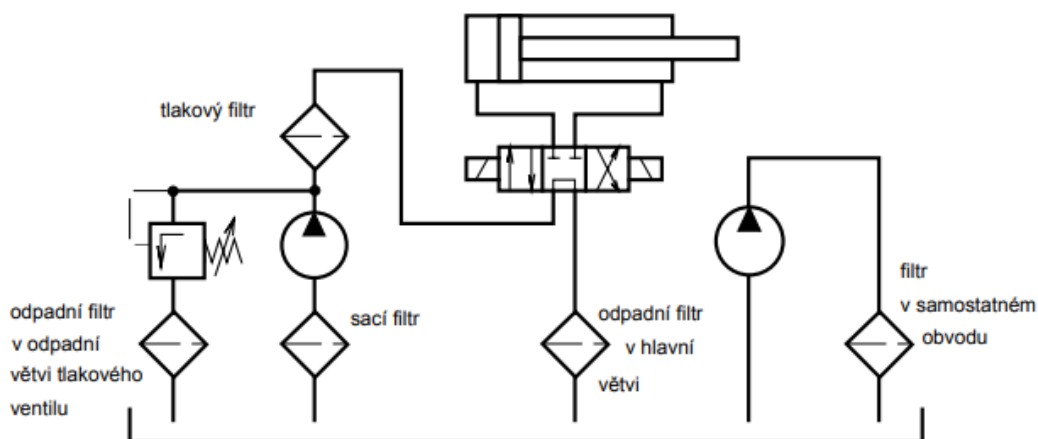 tlakový filtr
odpadní filtr
v odpadní
větvi tlakového
ventilu
sací filtr
odpadní filtr
v hlavní
větvi
filtr
v samostatném
obvodu